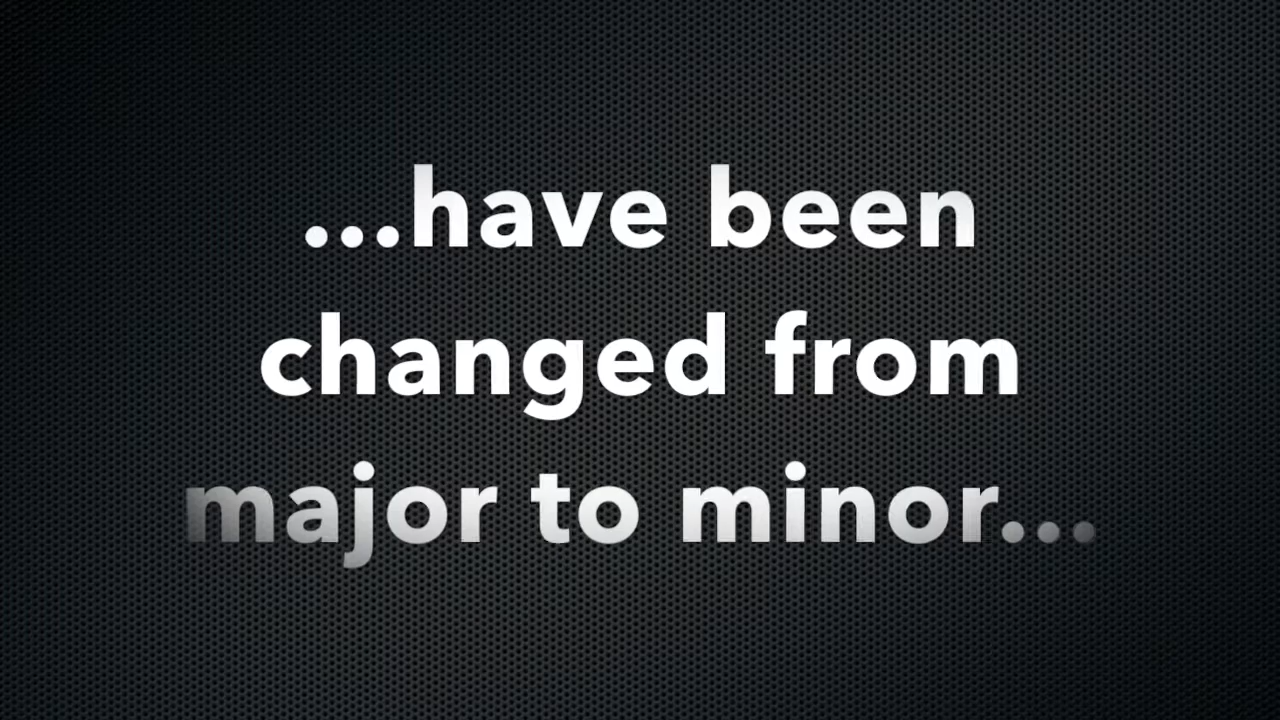 ...have been
changed from
major to minor...